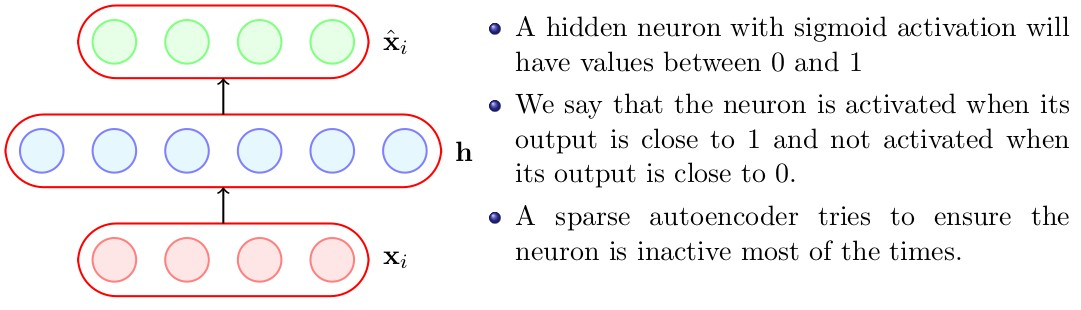 x̂i
h
xi
A hidden neuron with sigmoid activation will
have values between 0 and 1
We say that the neuron is activated when its
output is close to 1 and not activated when
its output is close to 0.
A sparse autoencoder tries to ensure the
neuron is inactive most of the times.